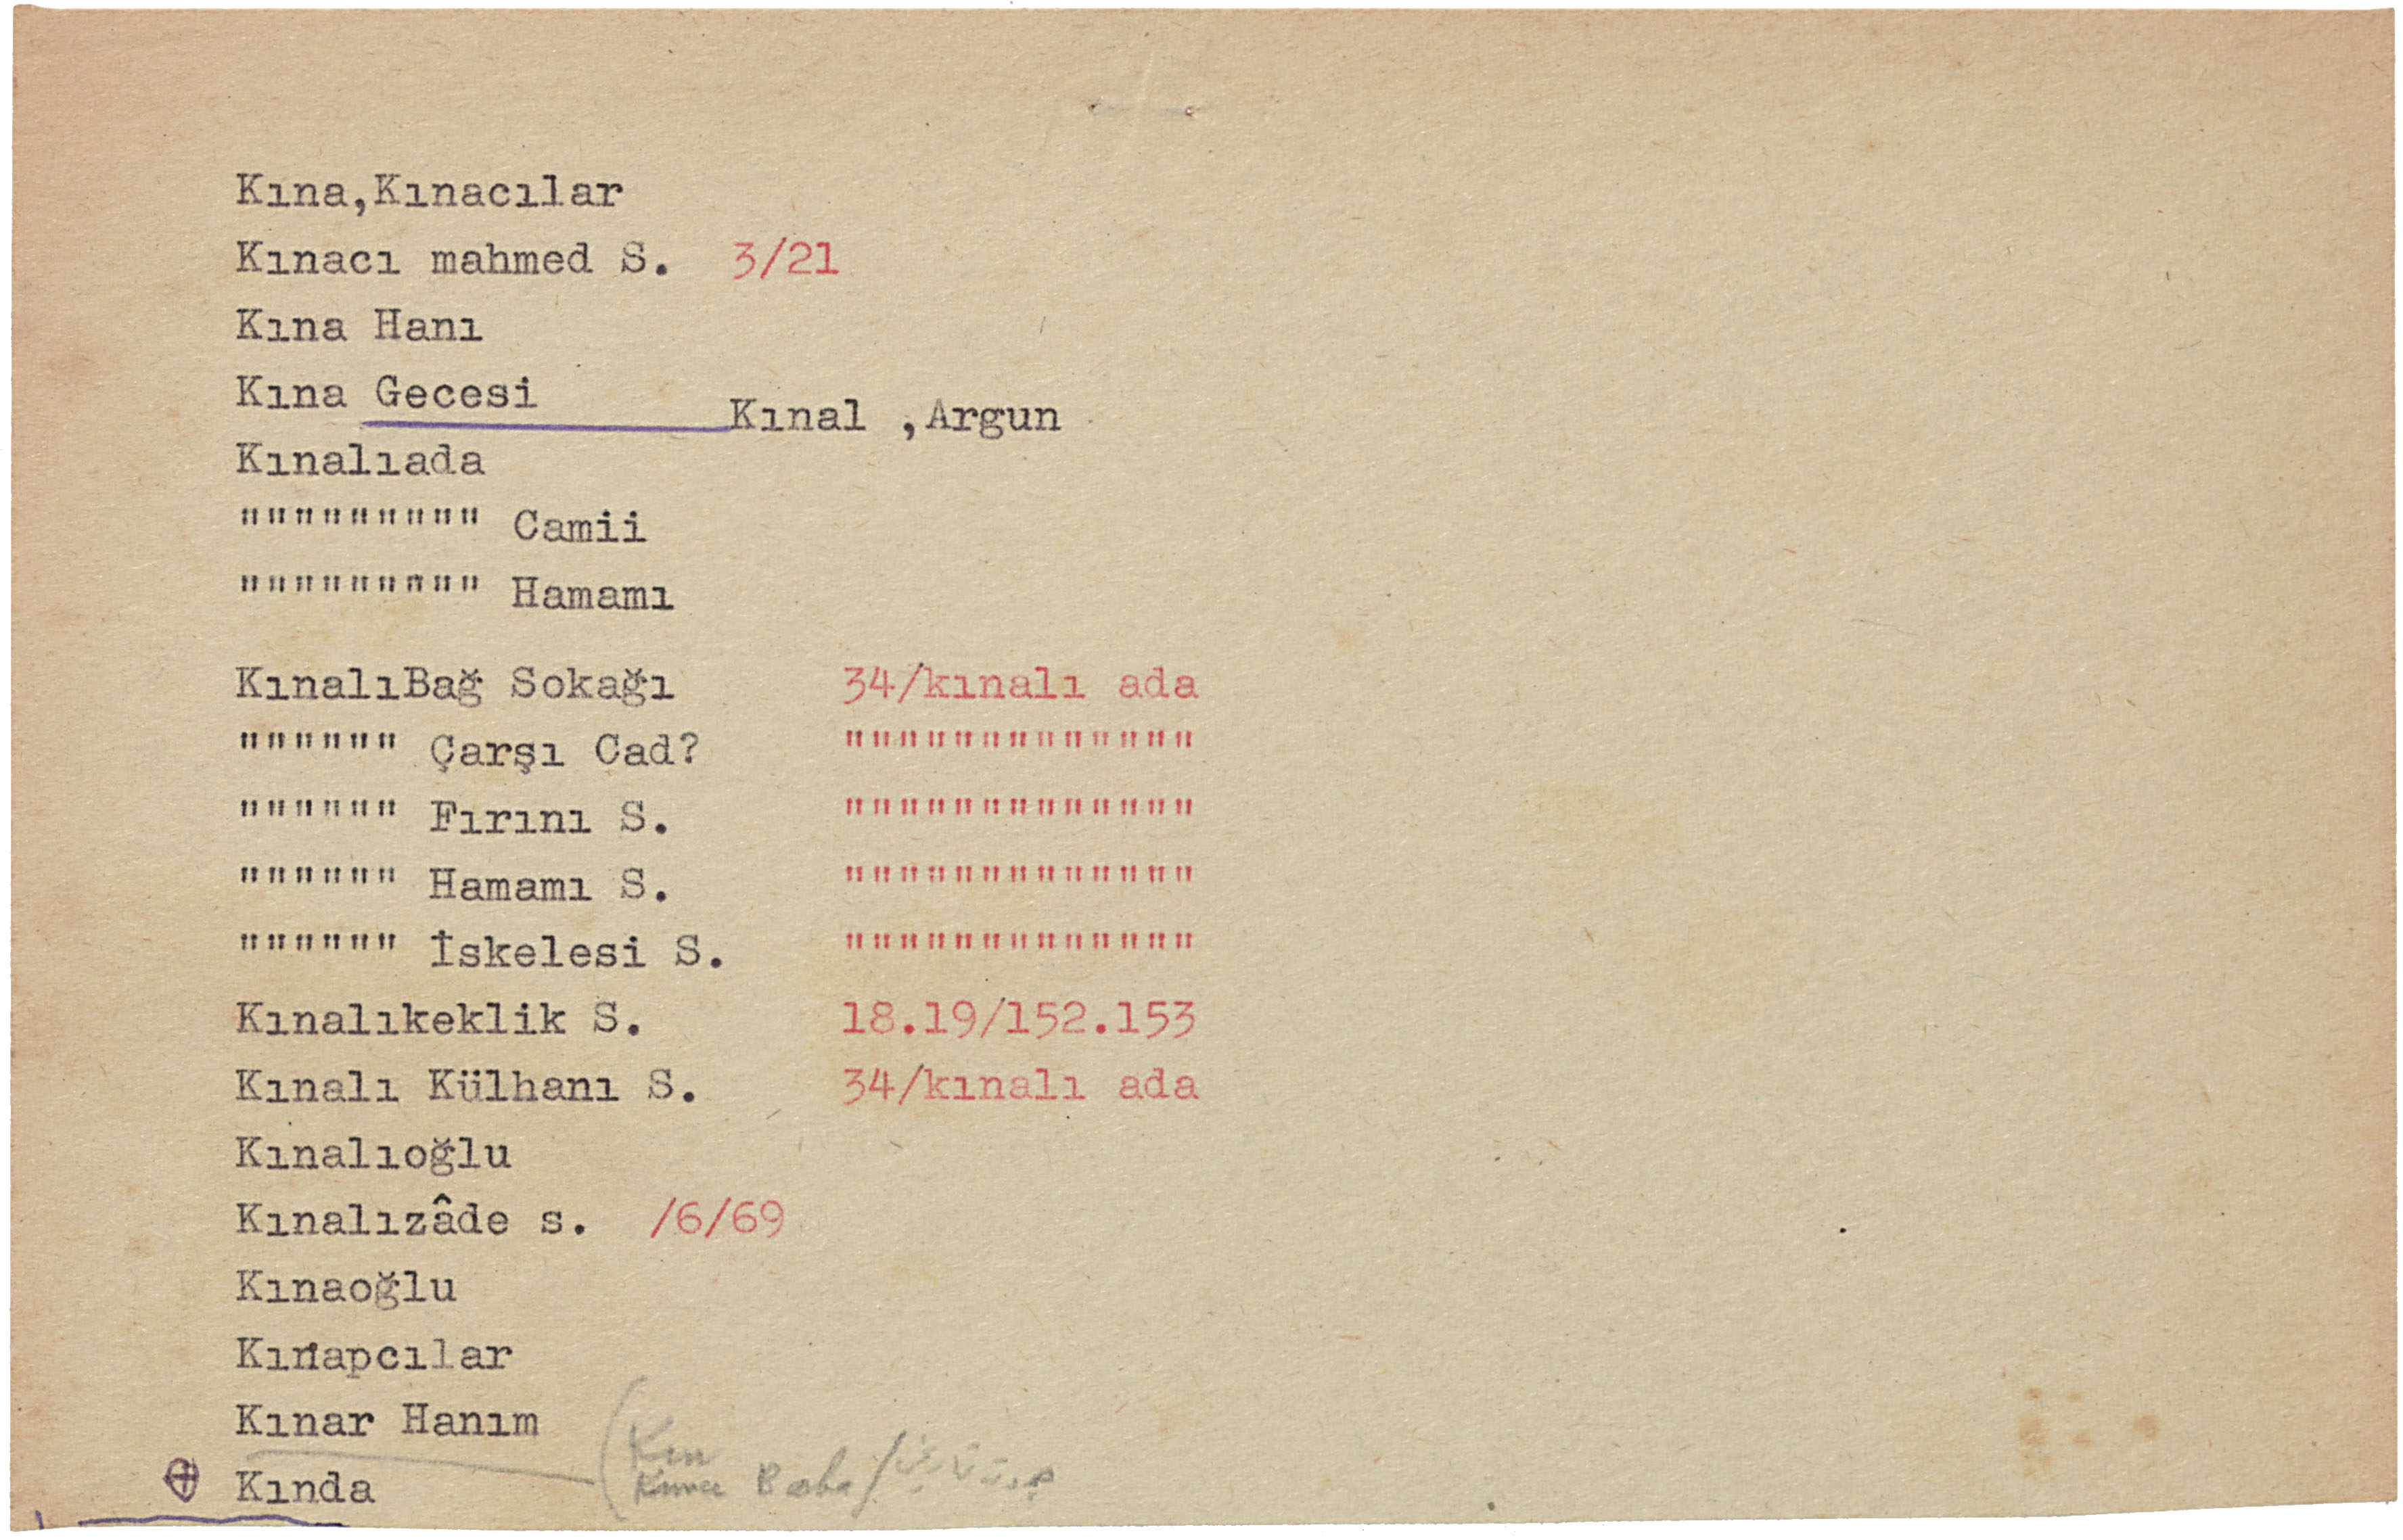 Kına,Kınacılar
Kınacı mahmed S. 3/21
Kına Hanı
Kına Gecesi
Kınal ,Argun
Kınalıada
""""""""" Camii
""""""""" Hamamı
KınalıBağ Sokağı 34/kınalı ada
"""""" Çarşı Cad? """""""""""""
"""""" Fırını S. """""""""""""
"""""" Hamamı S. """""""""""""
"""""" İskelesi S. """""""""""""
Kınalıkeklik S. 18.19/152.153
Kınalı Külhanı S. 34/kınalı ada
Kınalıoğlu
Kınalızâde s. /6/69
Kınaoğlu
Kınapcılar
Kınar Hanım
Kın
Baba
Kında